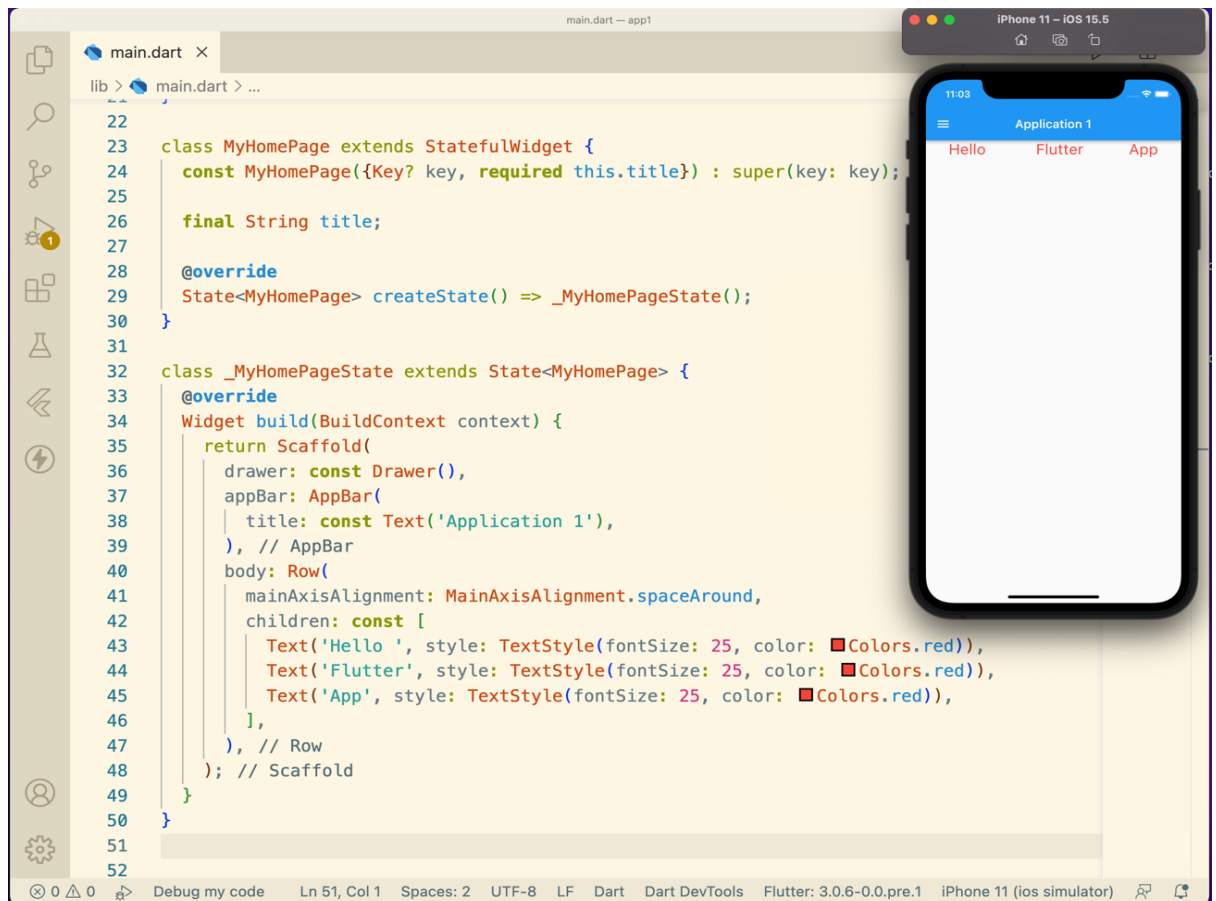 main.dart — app1
iPhone 11 – iOS 15.5
main.dart
lib > main.dart > ...
21 }
22
23 class MyHomePage extends StatefulWidget {
24 const MyHomePage({Key? key, required this.title}) : super(key: key);
25
26 final String title;
27
28 @override
29 State<MyHomePage> createState() => _MyHomePageState();
30 }
31
32 class _MyHomePageState extends State<MyHomePage> {
33 @override
34 Widget build(BuildContext context) {
35 return Scaffold(
36 drawer: const Drawer(),
37 appBar: AppBar(
38 title: const Text('Application 1'),
39 ), // AppBar
40 body: Row(
41 mainAxisAlignment: MainAxisAlignment.spaceAround,
42 children: const [
43 Text('Hello ', style: TextStyle(fontSize: 25, color: Colors.red)),
44 Text('Flutter', style: TextStyle(fontSize: 25, color: Colors.red)),
45 Text('App', style: TextStyle(fontSize: 25, color: Colors.red)),
46 ],
47 ), // Row
48 ); // Scaffold
49 }
50 }
51
52
11:03
Application 1
Hello Flutter App
1
0 0 Debug my code Ln 51, Col 1 Spaces: 2 UTF-8 LF Dart Dart DevTools Flutter: 3.0.6-0.0.pre.1 iPhone 11 (ios simulator)